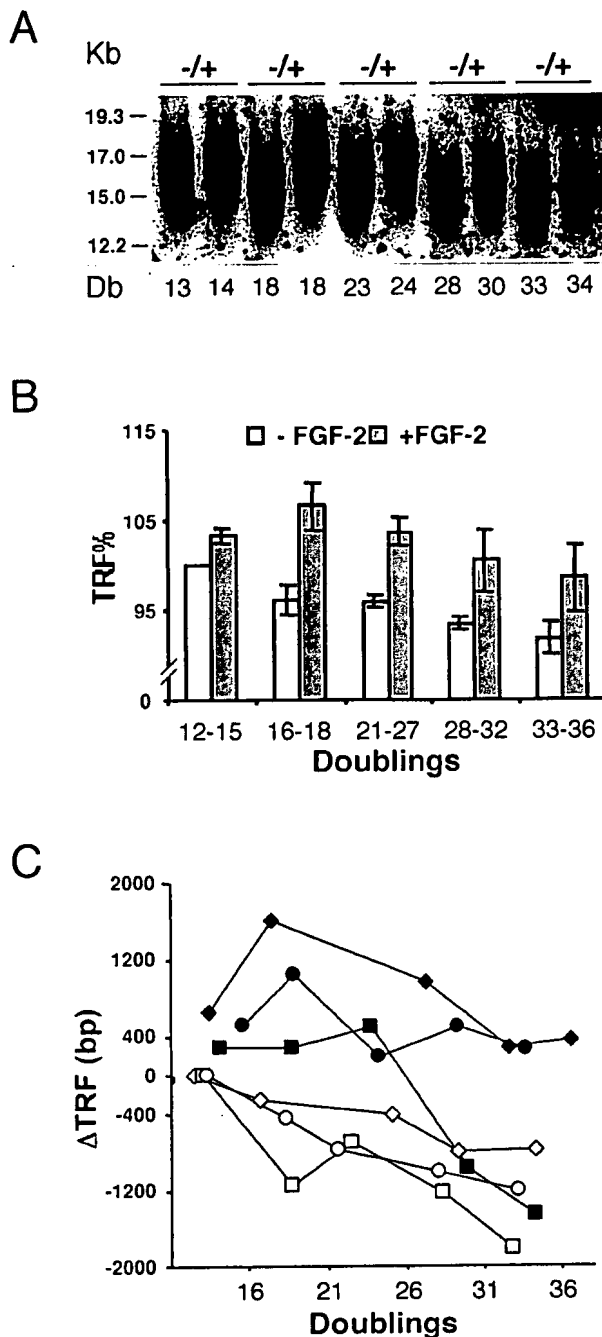 A
Kb
-/+ -/+ -/+ -/+ -/+
19.3
17.0
15.0
12.2
Db 13 14 18 18 23 24 28 30 33 34
B
115
- FGF-2 +FGF-2
105
TRF%
95
0
12-15 16-18 21-27 28-32 33-36
Doublings
C
2000
1200
400
0
ΔTRF (bp)
-400
-1200
-2000
16 21 26 31 36
Doublings